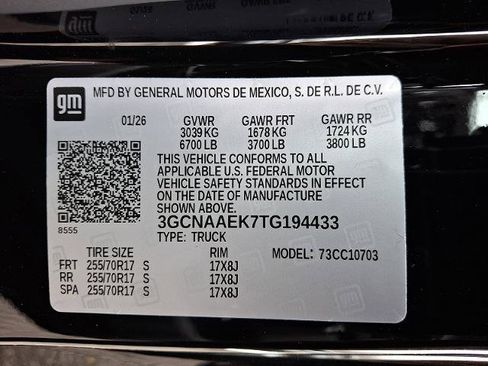 gm
MFD BY GENERAL MOTORS DE MEXICO, S. DE R.L. DE C.V.
01/26 GVWR GAWR FRT GAWR RR
3039 KG 1678 KG 1724 KG
6700 LB 3700 LB 3800 LB
THIS VEHICLE CONFORMS TO ALL
APPLICABLE U.S. FEDERAL MOTOR
VEHICLE SAFETY STANDARDS IN EFFECT
ON THE DATE OF MANUFACTURE
SHOWN ABOVE.
8555
3GCNAAEK7TG194433
TYPE: TRUCK
TIRE SIZE RIM MODEL: 73CC10703
FRT 255/70R17 S 17X8J
RR 255/70R17 S 17X8J
SPA 255/70R17 S 17X8J